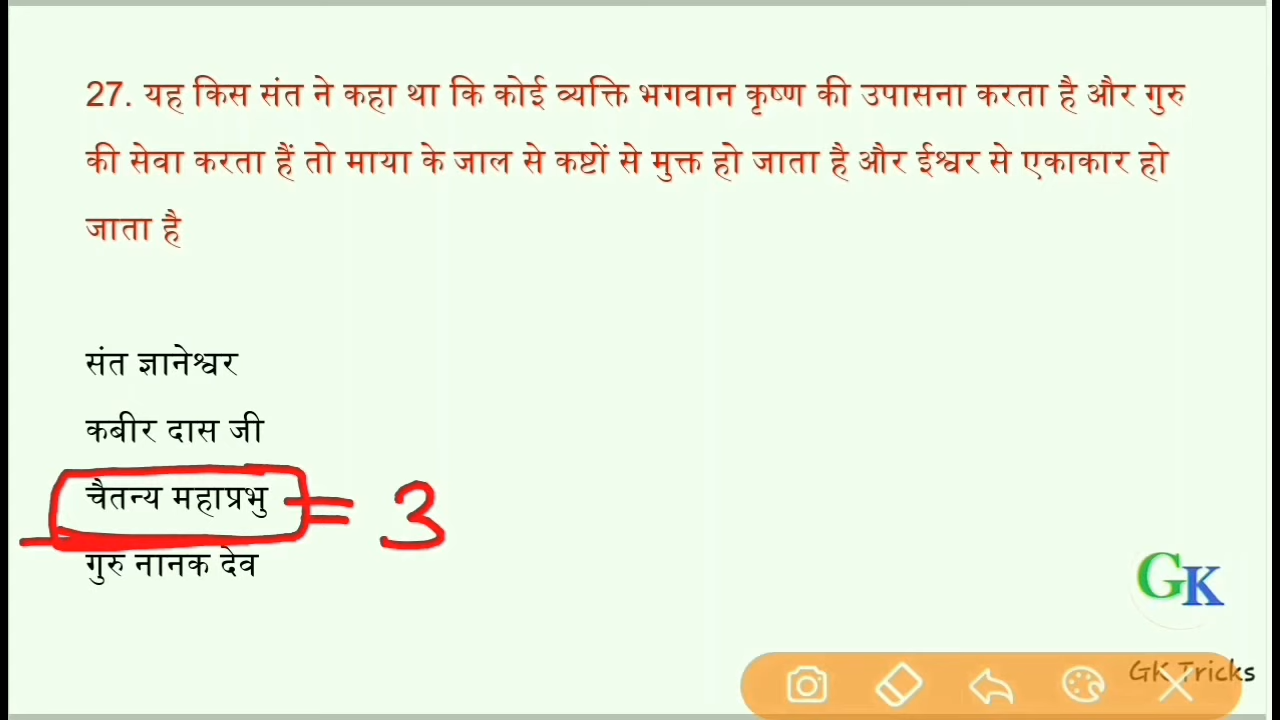 27. यह किस संत ने कहा था कि कोई व्यक्ति भगवान कृष्ण की उपासना करता है और गुरु
की सेवा करता हैं तो माया के जाल से कष्टों से मुक्त हो जाता है और ईश्वर से एकाकार हो
जाता है
संत ज्ञानेश्वर
कबीर दास जी
चैतन्य महाप्रभु = 3
गुरु नानक देव
GK
GK Tricks